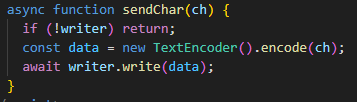 async function sendChar(ch) {
  if (!writer) return;
  const data = new TextEncoder().encode(ch);
  await writer.write(data);
}